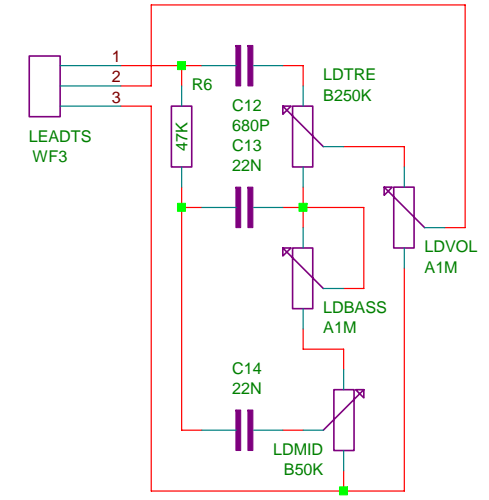 1
2
3
LEADTS
WF3
R6
47K
C12
680P
C13
22N
LDTRE
B250K
LDVOL
A1M
LDBASS
A1M
C14
22N
LDMID
B50K